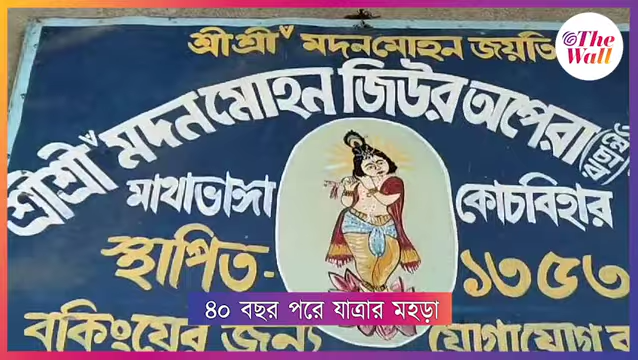 The Wall
শ্রীশ্রীঁ মদনমোহন জয়তি
শ্রীশ্রীঁ মদনমোহন জিউর অপেরা
মাথাভাঙ্গা কোচবিহার
স্থাপিত- ১৩৫৩
৪০ বছর পরে যাত্রার মহড়া
বুকিংয়ের জন্য যোগাযোগ